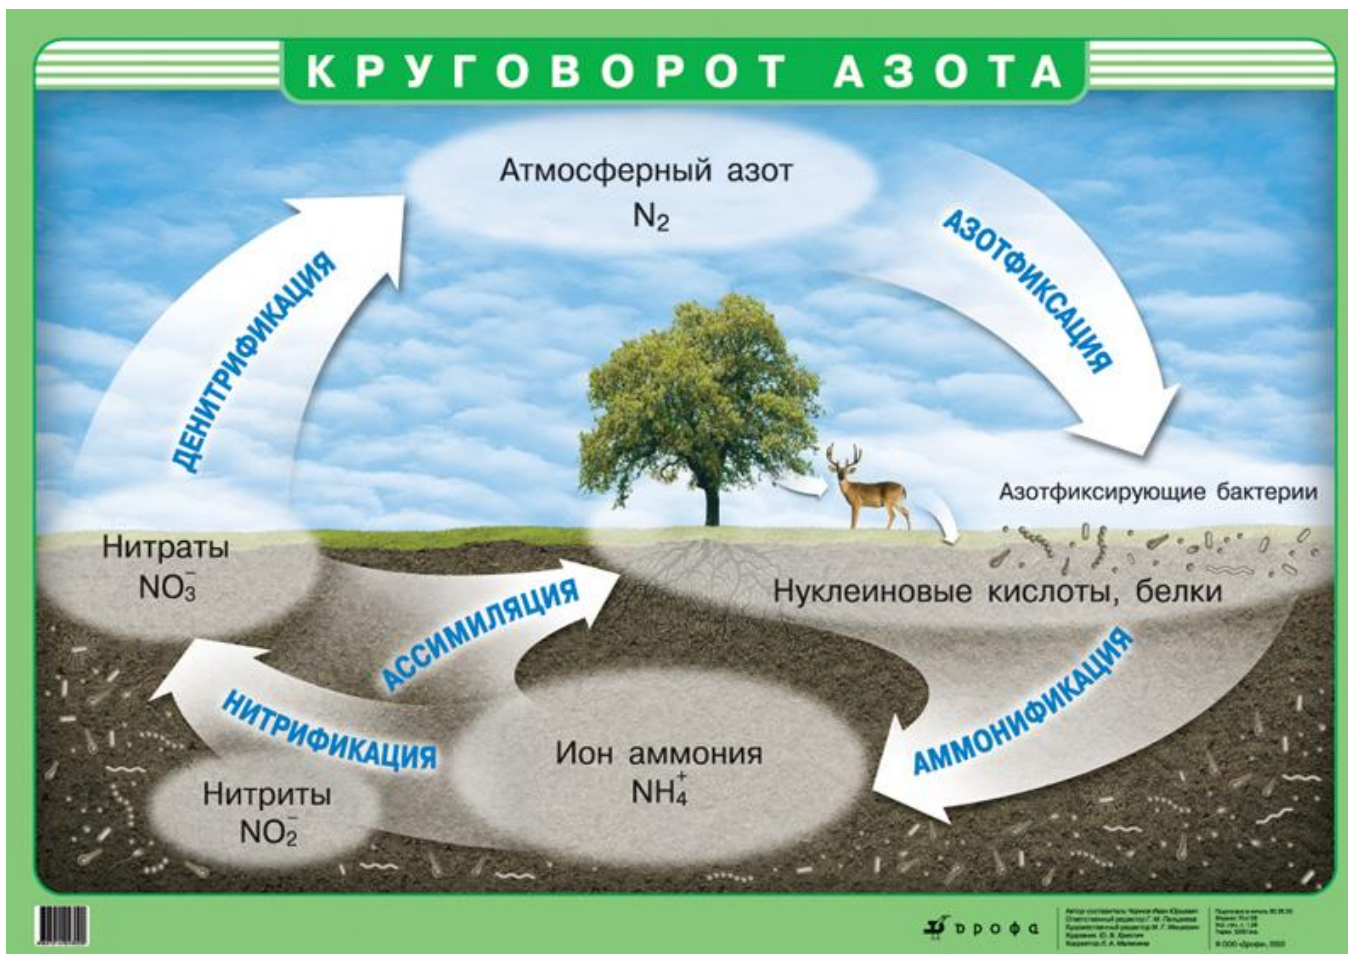 КРУГОВОРОТ АЗОТА
Атмосферный азот
N₂
АЗОТФИКСАЦИЯ
ДЕНИТРИФИКАЦИЯ
Азотфиксирующие бактерии
Нитраты
NO₃⁻
Нуклеиновые кислоты, белки
АССИМИЛЯЦИЯ
АММОНИФИКАЦИЯ
НИТРИФИКАЦИЯ
Ион аммония
NH₄⁺
Нитриты
NO₂⁻
дрофа